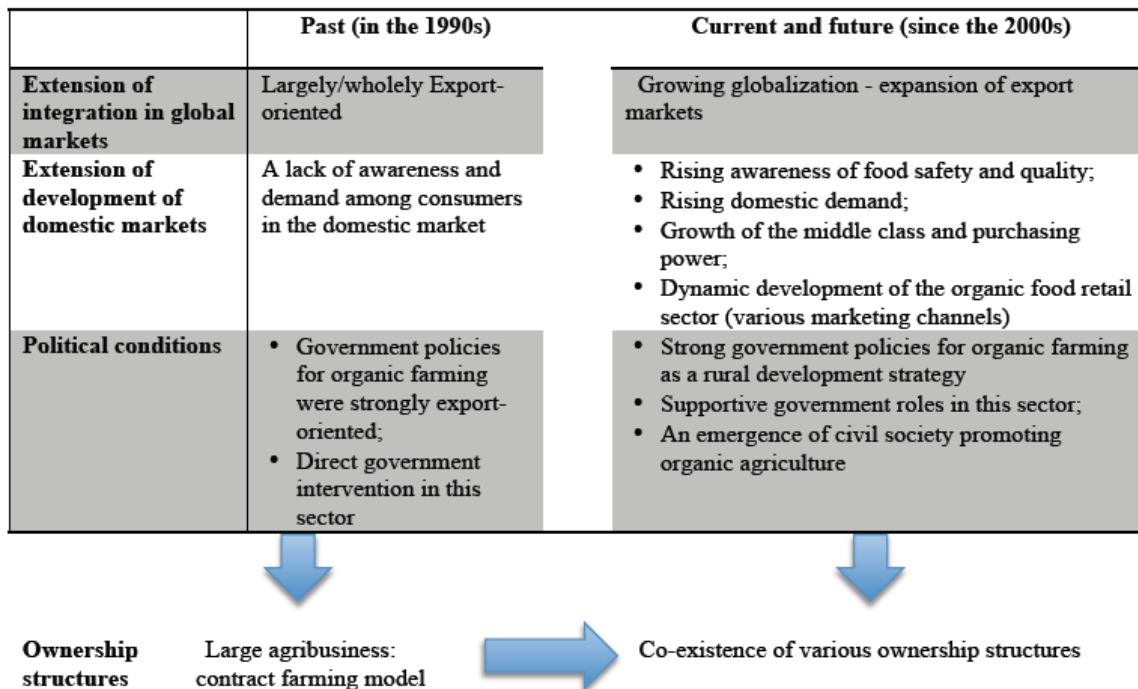 Past (in the 1990s)
Current and future (since the 2000s)
Extension of
integration in global
markets
Largely/wholely Export-
oriented
Growing globalization - expansion of export
markets
Extension of
development of
domestic markets
A lack of awareness and
demand among consumers
in the domestic market
• Rising awareness of food safety and quality;
• Rising domestic demand;
• Growth of the middle class and purchasing
power;
• Dynamic development of the organic food retail
sector (various marketing channels)
Political conditions
• Government policies
for organic farming
were strongly export-
oriented;
• Direct government
intervention in this
sector
• Strong government policies for organic farming
as a rural development strategy
• Supportive government roles in this sector;
• An emergence of civil society promoting
organic agriculture
Ownership
structures
Large agribusiness:
contract farming model
Co-existence of various ownership structures